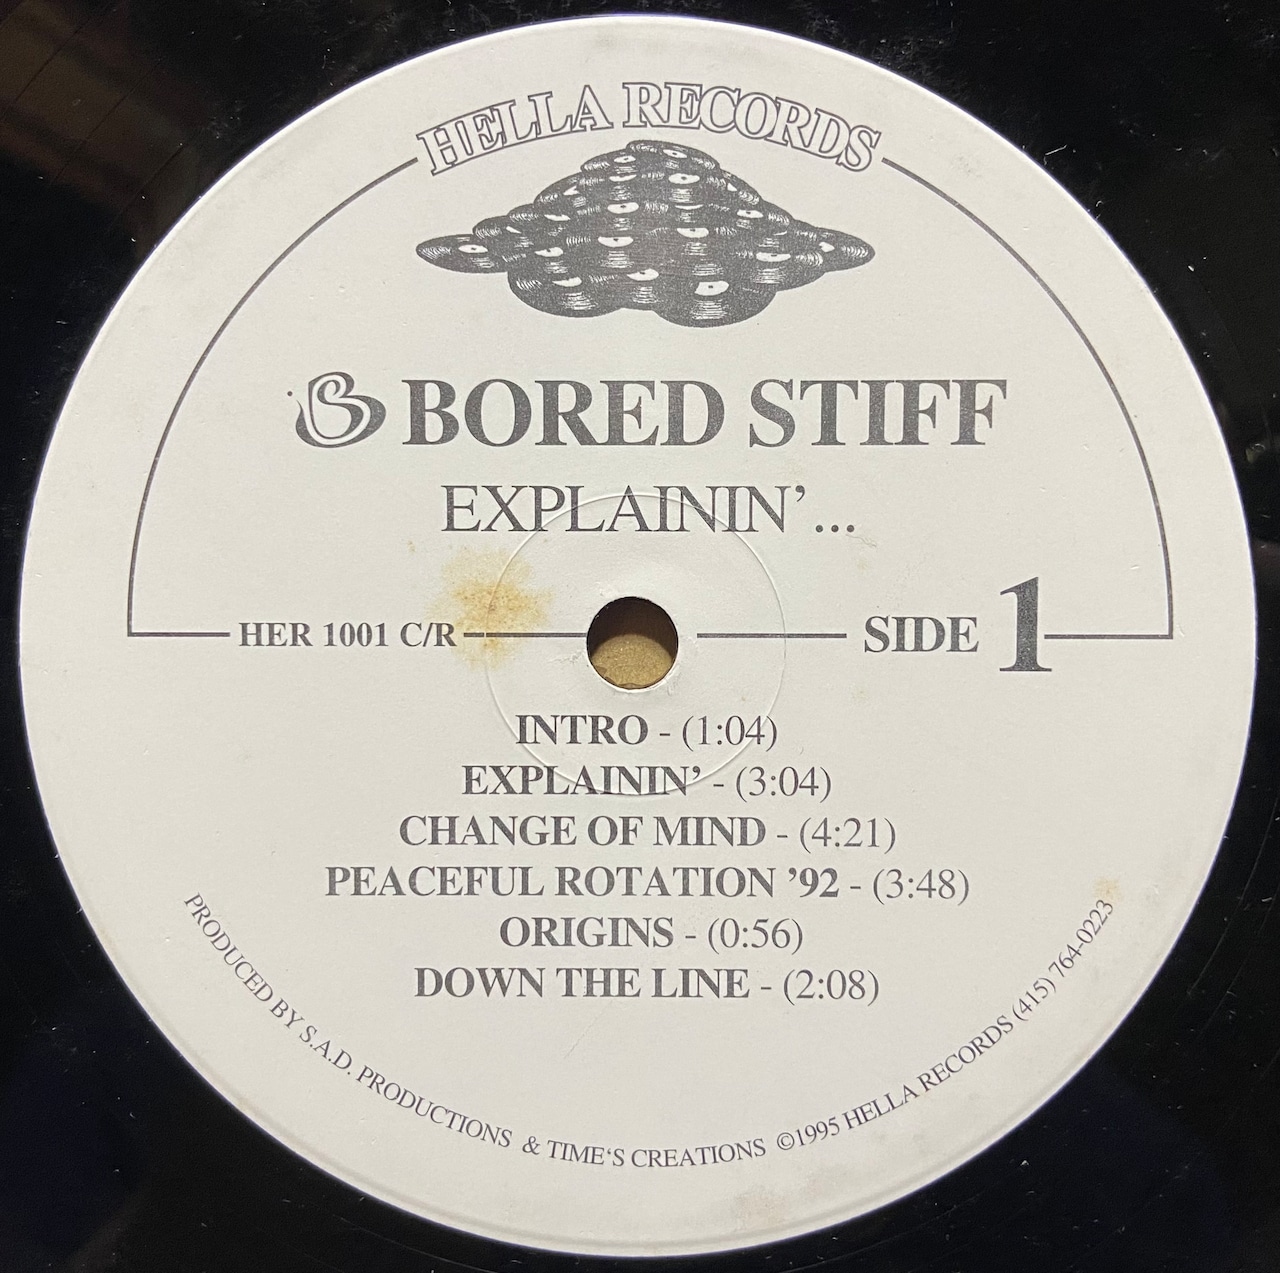 HELLA RECORDS
B BORED STIFF
EXPLAININ’...
HER 1001 C/R
SIDE 1
INTRO - (1:04)
EXPLAININ’ - (3:04)
CHANGE OF MIND - (4:21)
PEACEFUL ROTATION ’92 - (3:48)
ORIGINS - (0:56)
DOWN THE LINE - (2:08)
PRODUCED BY S.A.D. PRODUCTIONS & TIME‘S CREATIONS ©1995 HELLA RECORDS (415) 764-0223